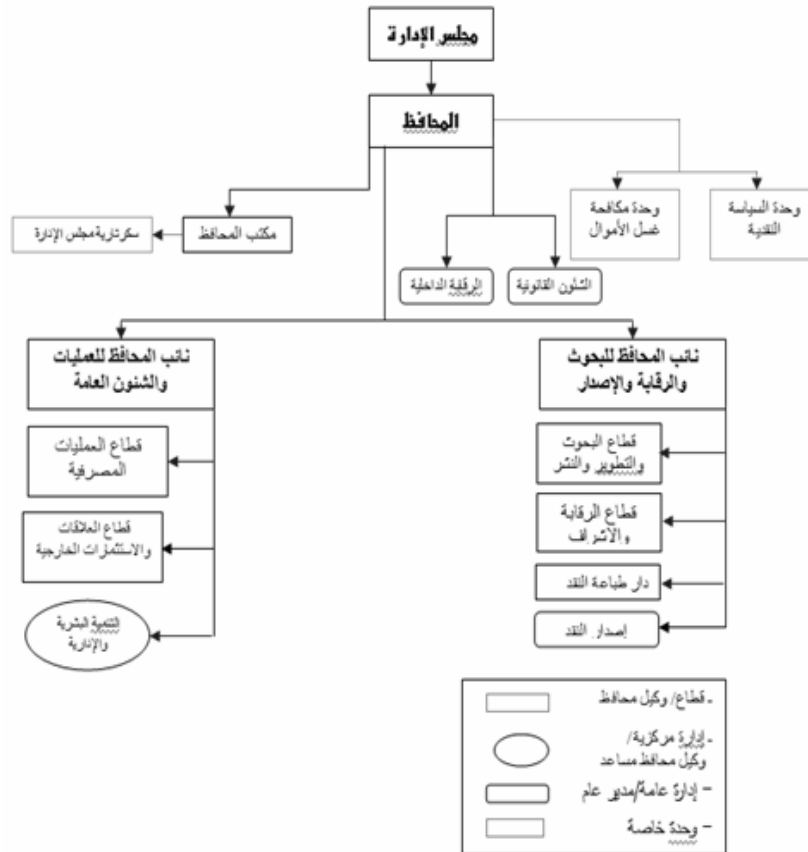 مجلس الإدارة
المحافظ
وحدة السياسة
النقدية
وحدة مكافحة
غسل الأموال
مكتب المحافظ
سكرتارية مجلس الإدارة
الشئون القانونية
الرقابة الداخلية
نائب المحافظ للبحوث
والرقابة والإصدار
نائب المحافظ للعمليات
والشئون العامة
قطاع البحوث
والتطوير والنشر
قطاع الرقابة
والاشراف
دار طباعة النقد
إصدار النقد
قطاع العمليات
المصرفية
قطاع العلاقات
والاستثمارات الخارجية
التنمية البشرية
والإدارية
- قطاع/ وكيل محافظ
- إدارة مركزية/
وكيل محافظ مساعد
– إدارة عامة/مدير عام
– وحدة خاصة